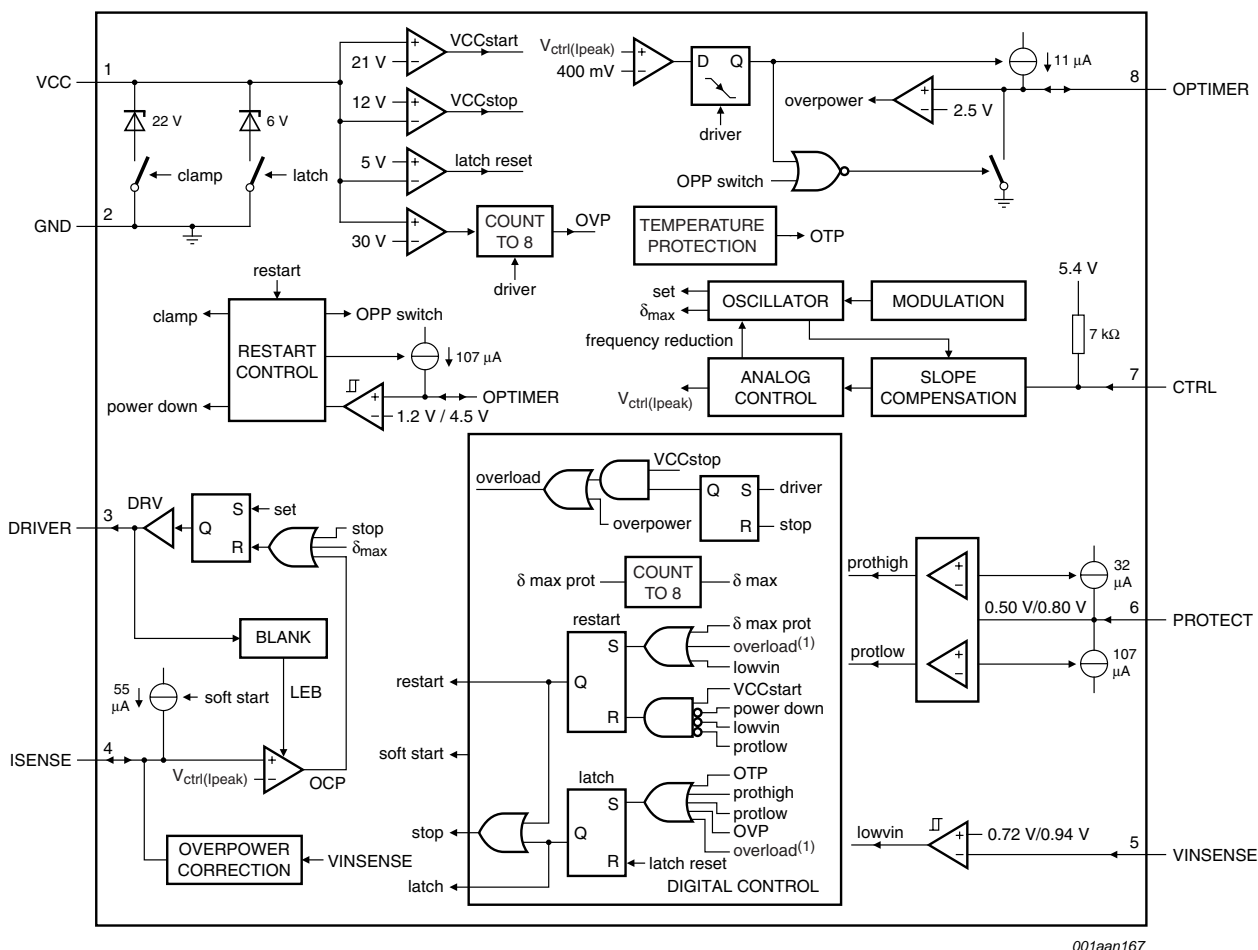 VCC
1
22 V
clamp
6 V
latch
GND
2
21 V
VCCstart
12 V
VCCstop
5 V
latch reset
30 V
COUNT
TO 8
OVP
driver
Vctrl(Ipeak)
400 mV
D Q
driver
11 μA
8
OPTIMER
overpower
2.5 V
OPP switch
TEMPERATURE
PROTECTION
OTP
restart
clamp
RESTART
CONTROL
OPP switch
107 μA
OPTIMER
power down
1.2 V / 4.5 V
set
δmax
OSCILLATOR
MODULATION
frequency reduction
5.4 V
7 kΩ
Vctrl(Ipeak)
ANALOG
CONTROL
SLOPE
COMPENSATION
7
CTRL
overload
VCCstop
overpower
Q S
R
driver
stop
DRIVER
3
DRV
Q
S
R
set
stop
δmax
δ max prot
COUNT
TO 8
δ max
BLANK
LEB
55
μA
soft start
ISENSE
4
Vctrl(Ipeak)
OCP
OVERPOWER
CORRECTION
VINSENSE
restart
S
Q
R
δ max prot
overload(1)
lowvin
VCCstart
power down
lowvin
protlow
restart
soft start
latch
S
Q
R
OTP
prothigh
protlow
OVP
overload(1)
latch reset
stop
latch
DIGITAL CONTROL
prothigh
protlow
32
μA
0.50 V/0.80 V
6
PROTECT
107
μA
lowvin
0.72 V/0.94 V
5
VINSENSE
001aan167